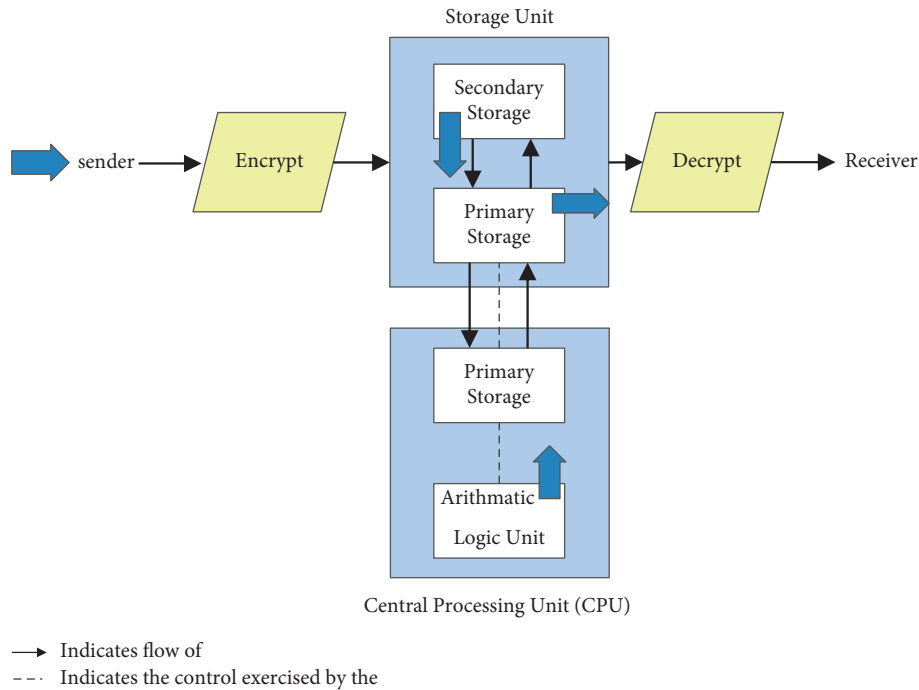 Storage Unit
Secondary
Storage
sender
Encrypt
Decrypt
Receiver
Primary
Storage
Primary
Storage
Arithmatic
Logic Unit
Central Processing Unit (CPU)
Indicates flow of
Indicates the control exercised by the